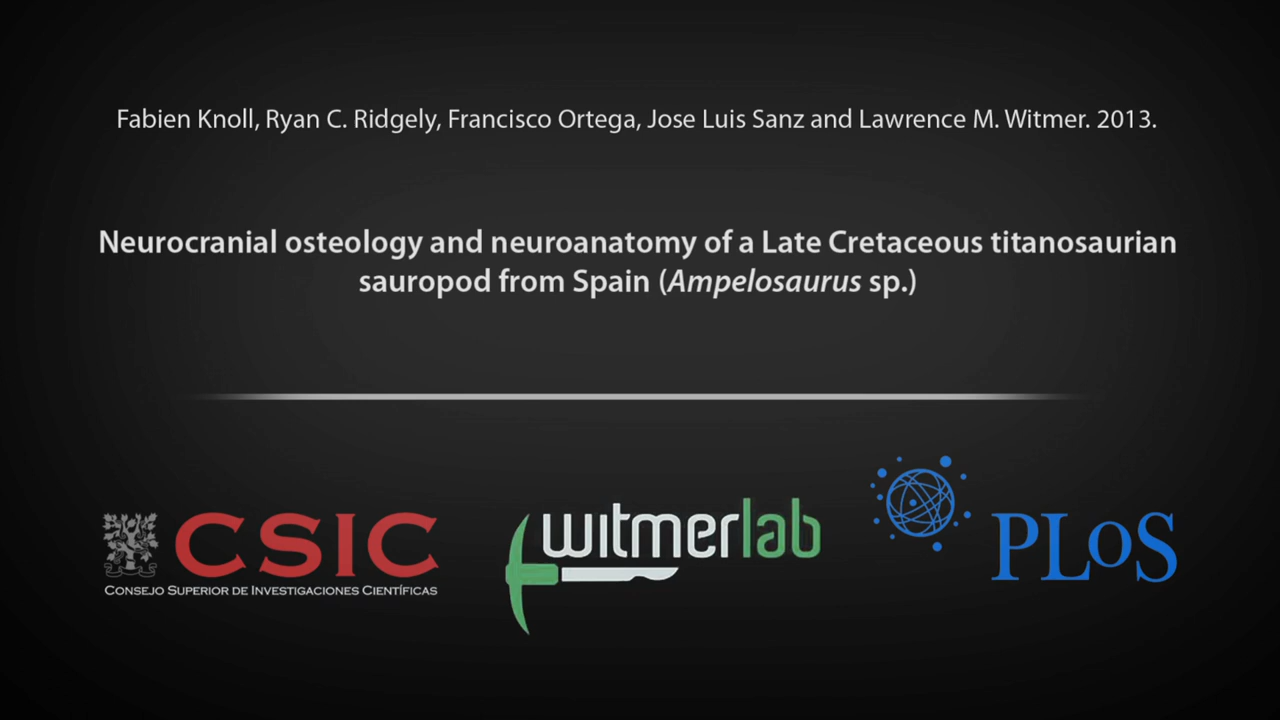 Fabien Knoll, Ryan C. Ridgely, Francisco Ortega, Jose Luis Sanz and Lawrence M. Witmer. 2013.
Neurocranial osteology and neuroanatomy of a Late Cretaceous titanosaurian
sauropod from Spain (Ampelosaurus sp.)
CSIC
CONSEJO SUPERIOR DE INVESTIGACIONES CIENTÍFICAS
witmerlab
PLoS